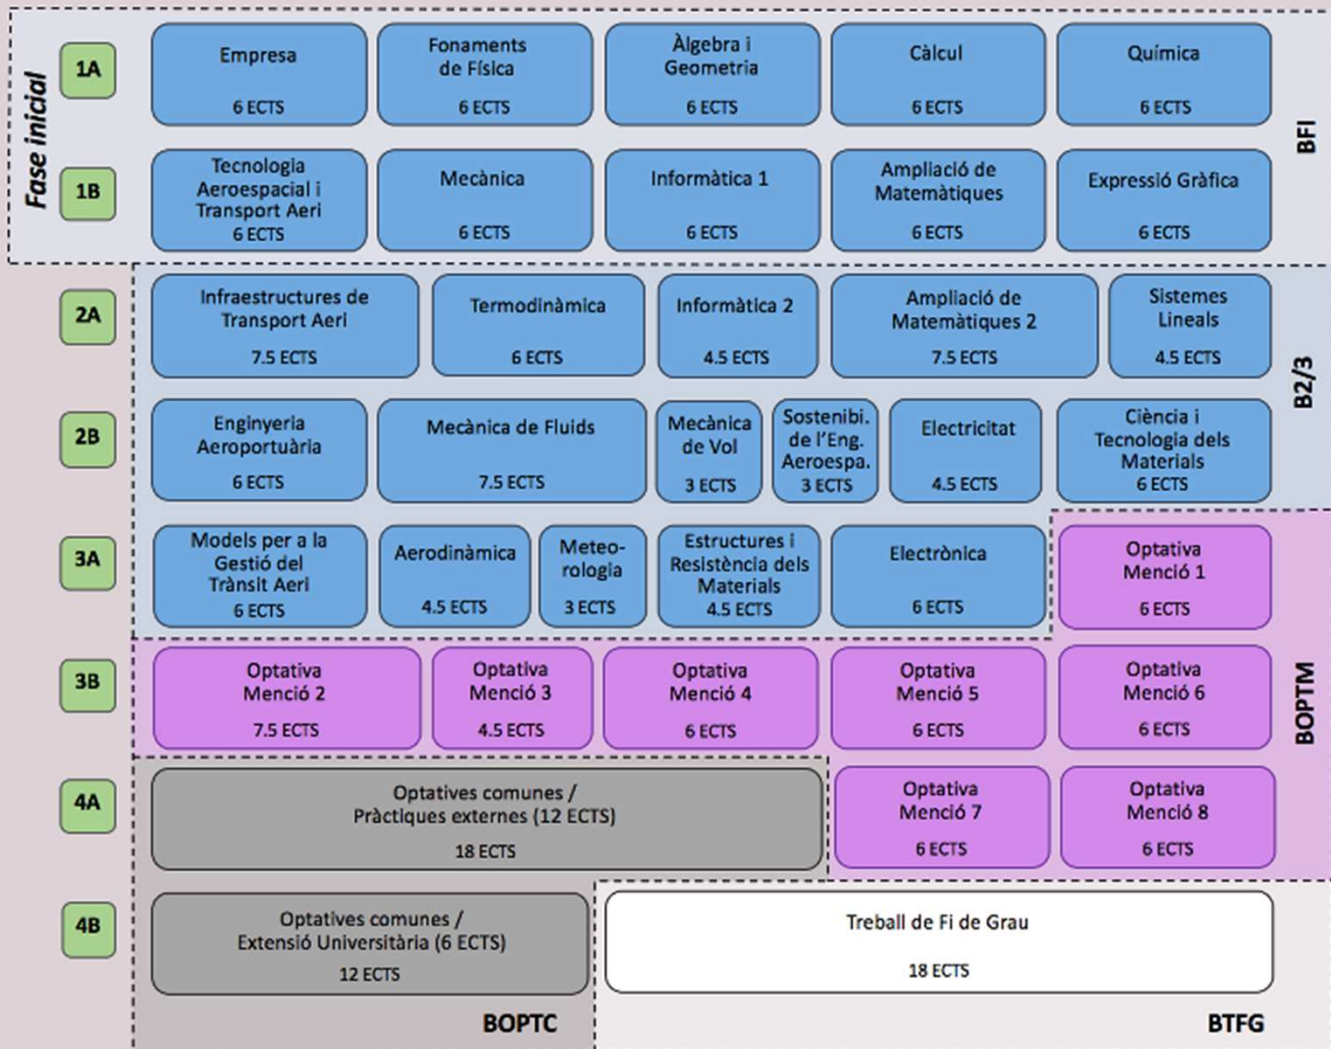 Fase inicial
1A
Empresa
6 ECTS
Fonaments
de Física
6 ECTS
Àlgebra i
Geometria
6 ECTS
Càlcul
6 ECTS
Química
6 ECTS
BFI
1B
Tecnologia
Aeroespacial i
Transport Aeri
6 ECTS
Mecànica
6 ECTS
Informàtica 1
6 ECTS
Ampliació de
Matemàtiques
6 ECTS
Expressió Gràfica
6 ECTS
2A
Infraestructures de
Transport Aeri
7.5 ECTS
Termodinàmica
6 ECTS
Informàtica 2
4.5 ECTS
Ampliació de
Matemàtiques 2
7.5 ECTS
Sistemes
Lineals
4.5 ECTS
B2/3
2B
Enginyeria
Aeroportuària
6 ECTS
Mecànica de Fluids
7.5 ECTS
Mecànica
de Vol
3 ECTS
Sostenibi.
de l'Eng.
Aeroespa.
3 ECTS
Electricitat
4.5 ECTS
Ciència i
Tecnologia dels
Materials
6 ECTS
3A
Models per a la
Gestió del
Trànsit Aeri
6 ECTS
Aerodinàmica
4.5 ECTS
Meteo-
rologia
3 ECTS
Estructures i
Resistència dels
Materials
4.5 ECTS
Electrònica
6 ECTS
Optativa
Menció 1
6 ECTS
3B
Optativa
Menció 2
7.5 ECTS
Optativa
Menció 3
4.5 ECTS
Optativa
Menció 4
6 ECTS
Optativa
Menció 5
6 ECTS
Optativa
Menció 6
6 ECTS
BOPTM
4A
Optatives comunes /
Pràctiques externes (12 ECTS)
18 ECTS
Optativa
Menció 7
6 ECTS
Optativa
Menció 8
6 ECTS
4B
Optatives comunes /
Extensió Universitària (6 ECTS)
12 ECTS
Treball de Fi de Grau
18 ECTS
BOPTC
BTFG